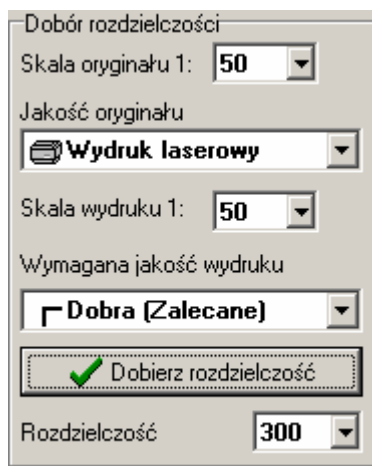 Dobór rozdzielczości
Skala oryginału 1: 50
Jakość oryginału
Wydruk laserowy
Skala wydruku 1: 50
Wymagana jakość wydruku
Dobra (Zalecane)
Dobierz rozdzielczość
Rozdzielczość 300